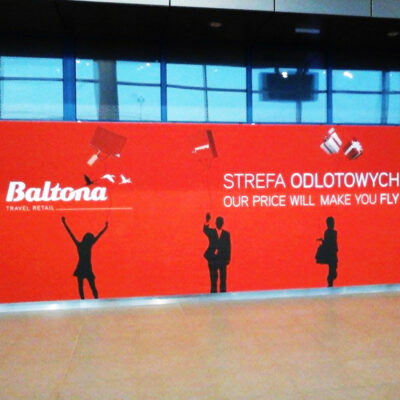 Baltona
TRAVEL RETAIL
STREFA ODLOTOWYCH
OUR PRICE WILL MAKE YOU FLY